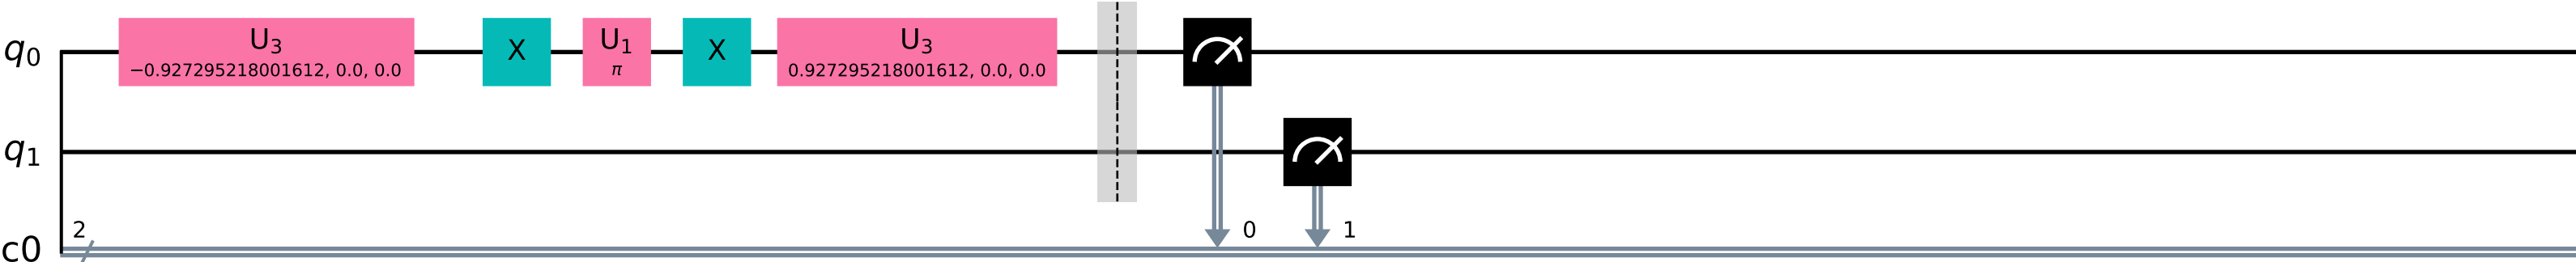 q0 U3 X U1 X U3
−0.927295218001612, 0.0, 0.0 π 0.927295218001612, 0.0, 0.0
q1
2 0 1
c0